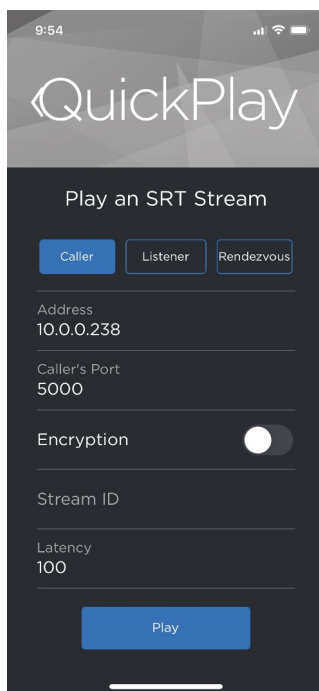 9:54
QuickPlay
Play an SRT Stream
Caller Listener Rendezvous
Address
10.0.0.238
Caller's Port
5000
Encryption
Stream ID
Latency
100
Play